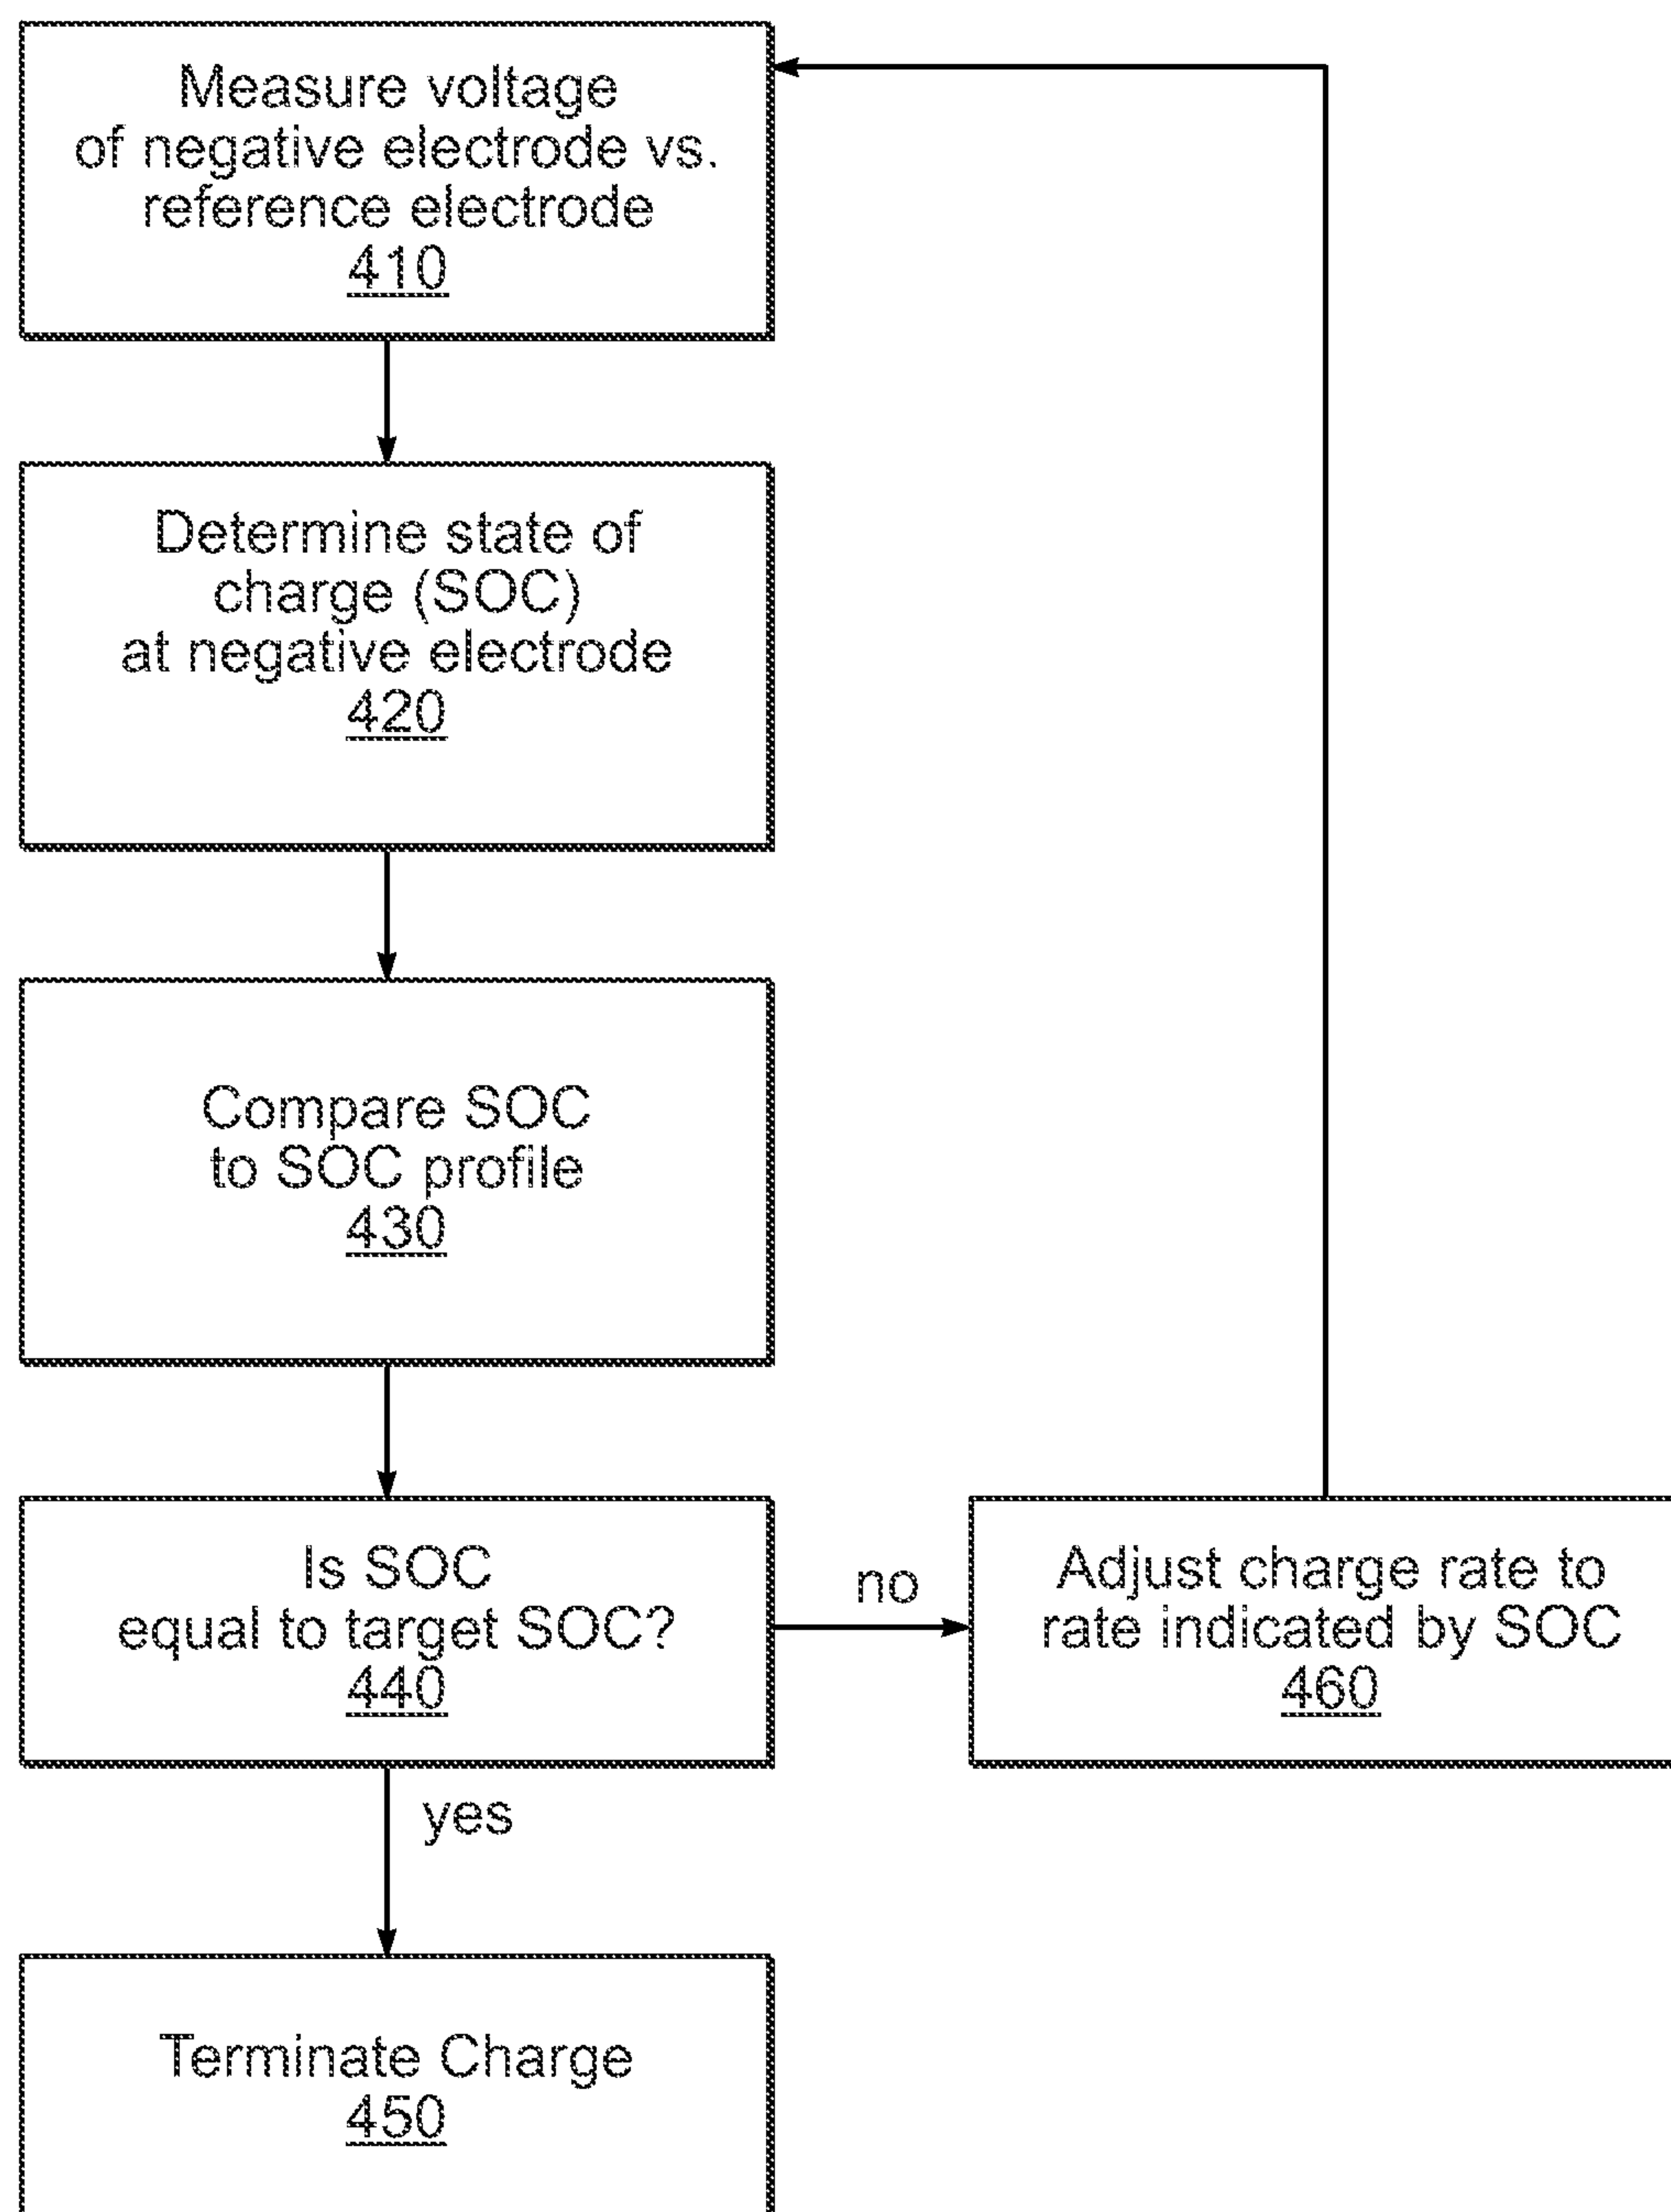 Measure voltage
of negative electrode vs.
reference electrode
410
Determine state of
charge (SOC)
at negative electrode
420
Compare SOC
to SOC profile
430
Is SOC
equal to target SOC?
440
no
Adjust charge rate to
rate indicated by SOC
460
yes
Terminate Charge
450